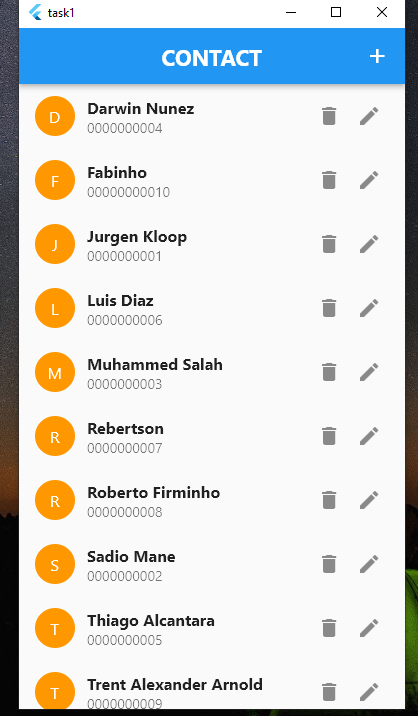 task1
CONTACT
D
Darwin Nunez
0000000004
F
Fabinho
00000000010
J
Jurgen Kloop
0000000001
L
Luis Diaz
0000000006
M
Muhammed Salah
0000000003
R
Rebertson
0000000007
R
Roberto Firminho
0000000008
S
Sadio Mane
0000000002
T
Thiago Alcantara
0000000005
T
Trent Alexander Arnold
0000000009